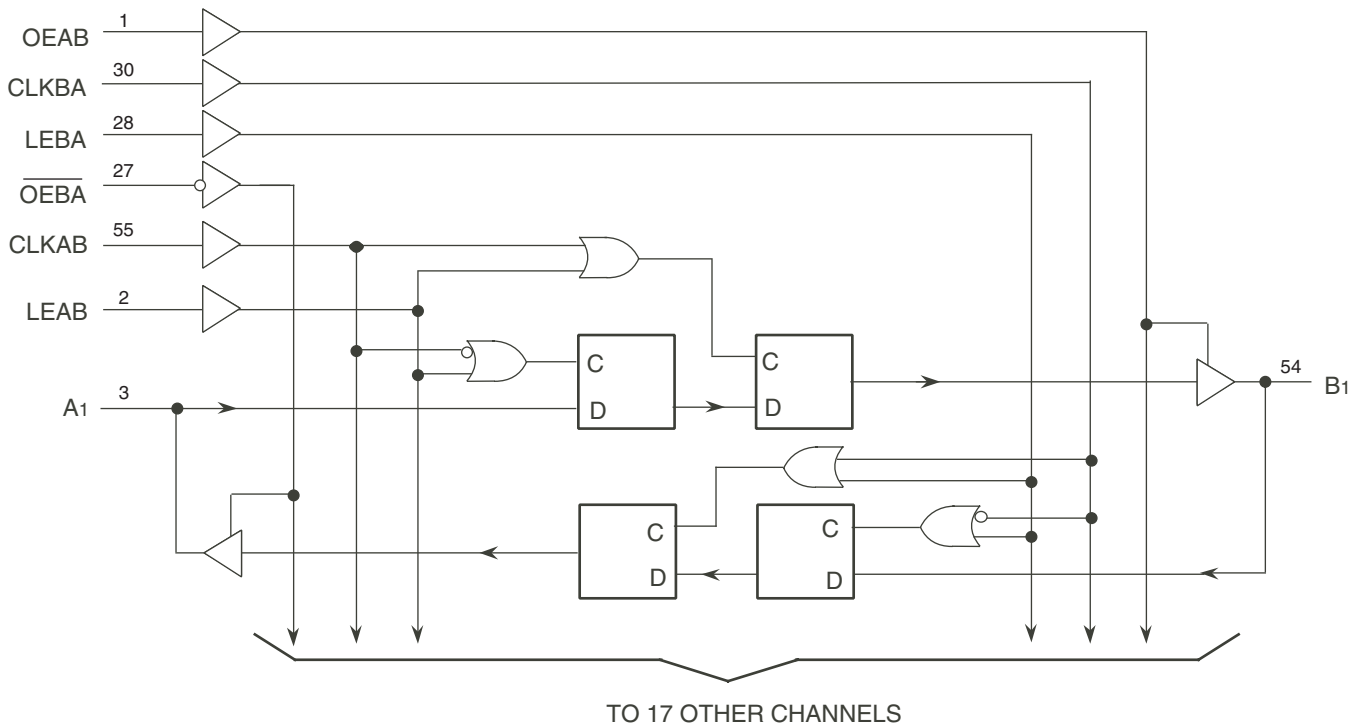 OEAB 1
CLKBA 30
LEBA 28
OEBA 27
CLKAB 55
LEAB 2
C
C
A1 3
D
D
54
B1
C
C
D
D
TO 17 OTHER CHANNELS